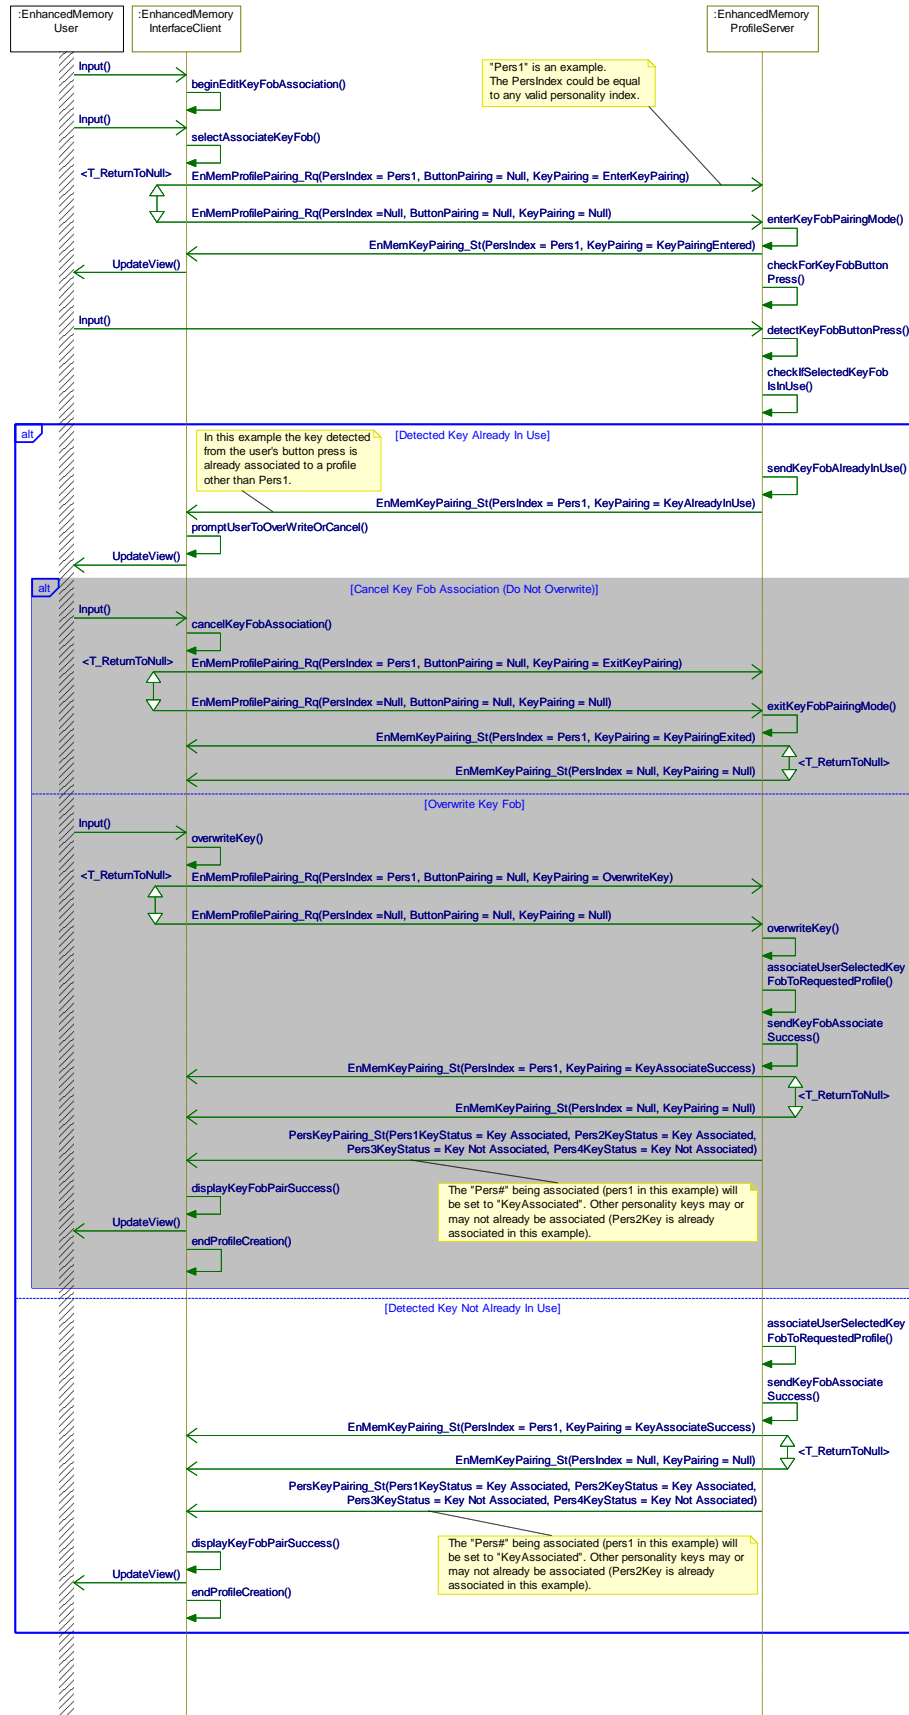 :EnhancedMemory
User
:EnhancedMemory
InterfaceClient
:EnhancedMemory
ProfileServer
Input()
"Pers1" is an example.
The PersIndex could be equal
to any valid personality index.
beginEditKeyFobAssociation()
Input()
selectAssociateKeyFob()
<T_ReturnToNull>
EnMemProfilePairing_Rq(PersIndex = Pers1, ButtonPairing = Null, KeyPairing = EnterKeyPairing)
EnMemProfilePairing_Rq(PersIndex =Null, ButtonPairing = Null, KeyPairing = Null)
enterKeyFobPairingMode()
EnMemKeyPairing_St(PersIndex = Pers1, KeyPairing = KeyPairingEntered)
UpdateView()
checkForKeyFobButton
Press()
Input()
detectKeyFobButtonPress()
checkIfSelectedKeyFob
IsInUse()
alt
[Detected Key Already In Use]
In this example the key detected
from the user's button press is
already associated to a profile
other than Pers1.
sendKeyFobAlreadyInUse()
EnMemKeyPairing_St(PersIndex = Pers1, KeyPairing = KeyAlreadyInUse)
promptUserToOverWriteOrCancel()
UpdateView()
alt
[Cancel Key Fob Association (Do Not Overwrite)]
Input()
cancelKeyFobAssociation()
<T_ReturnToNull>
EnMemProfilePairing_Rq(PersIndex = Pers1, ButtonPairing = Null, KeyPairing = ExitKeyPairing)
EnMemProfilePairing_Rq(PersIndex =Null, ButtonPairing = Null, KeyPairing = Null)
exitKeyFobPairingMode()
EnMemKeyPairing_St(PersIndex = Pers1, KeyPairing = KeyPairingExited)
<T_ReturnToNull>
EnMemKeyPairing_St(PersIndex = Null, KeyPairing = Null)
[Overwrite Key Fob]
Input()
overwriteKey()
<T_ReturnToNull>
EnMemProfilePairing_Rq(PersIndex = Pers1, ButtonPairing = Null, KeyPairing = OverwriteKey)
EnMemProfilePairing_Rq(PersIndex =Null, ButtonPairing = Null, KeyPairing = Null)
overwriteKey()
associateUserSelectedKey
FobToRequestedProfile()
sendKeyFobAssociate
Success()
EnMemKeyPairing_St(PersIndex = Pers1, KeyPairing = KeyAssociateSuccess)
<T_ReturnToNull>
EnMemKeyPairing_St(PersIndex = Null, KeyPairing = Null)
PersKeyPairing_St(Pers1KeyStatus = Key Associated, Pers2KeyStatus = Key Associated,
Pers3KeyStatus = Key Not Associated, Pers4KeyStatus = Key Not Associated)
displayKeyFobPairSuccess()
The "Pers#" being associated (pers1 in this example) will
be set to "KeyAssociated". Other personality keys may or
may not already be associated (Pers2Key is already
associated in this example).
UpdateView()
endProfileCreation()
[Detected Key Not Already In Use]
associateUserSelectedKey
FobToRequestedProfile()
sendKeyFobAssociate
Success()
EnMemKeyPairing_St(PersIndex = Pers1, KeyPairing = KeyAssociateSuccess)
<T_ReturnToNull>
EnMemKeyPairing_St(PersIndex = Null, KeyPairing = Null)
PersKeyPairing_St(Pers1KeyStatus = Key Associated, Pers2KeyStatus = Key Associated,
Pers3KeyStatus = Key Not Associated, Pers4KeyStatus = Key Not Associated)
displayKeyFobPairSuccess()
The "Pers#" being associated (pers1 in this example) will
be set to "KeyAssociated". Other personality keys may or
may not already be associated (Pers2Key is already
associated in this example).
UpdateView()
endProfileCreation()